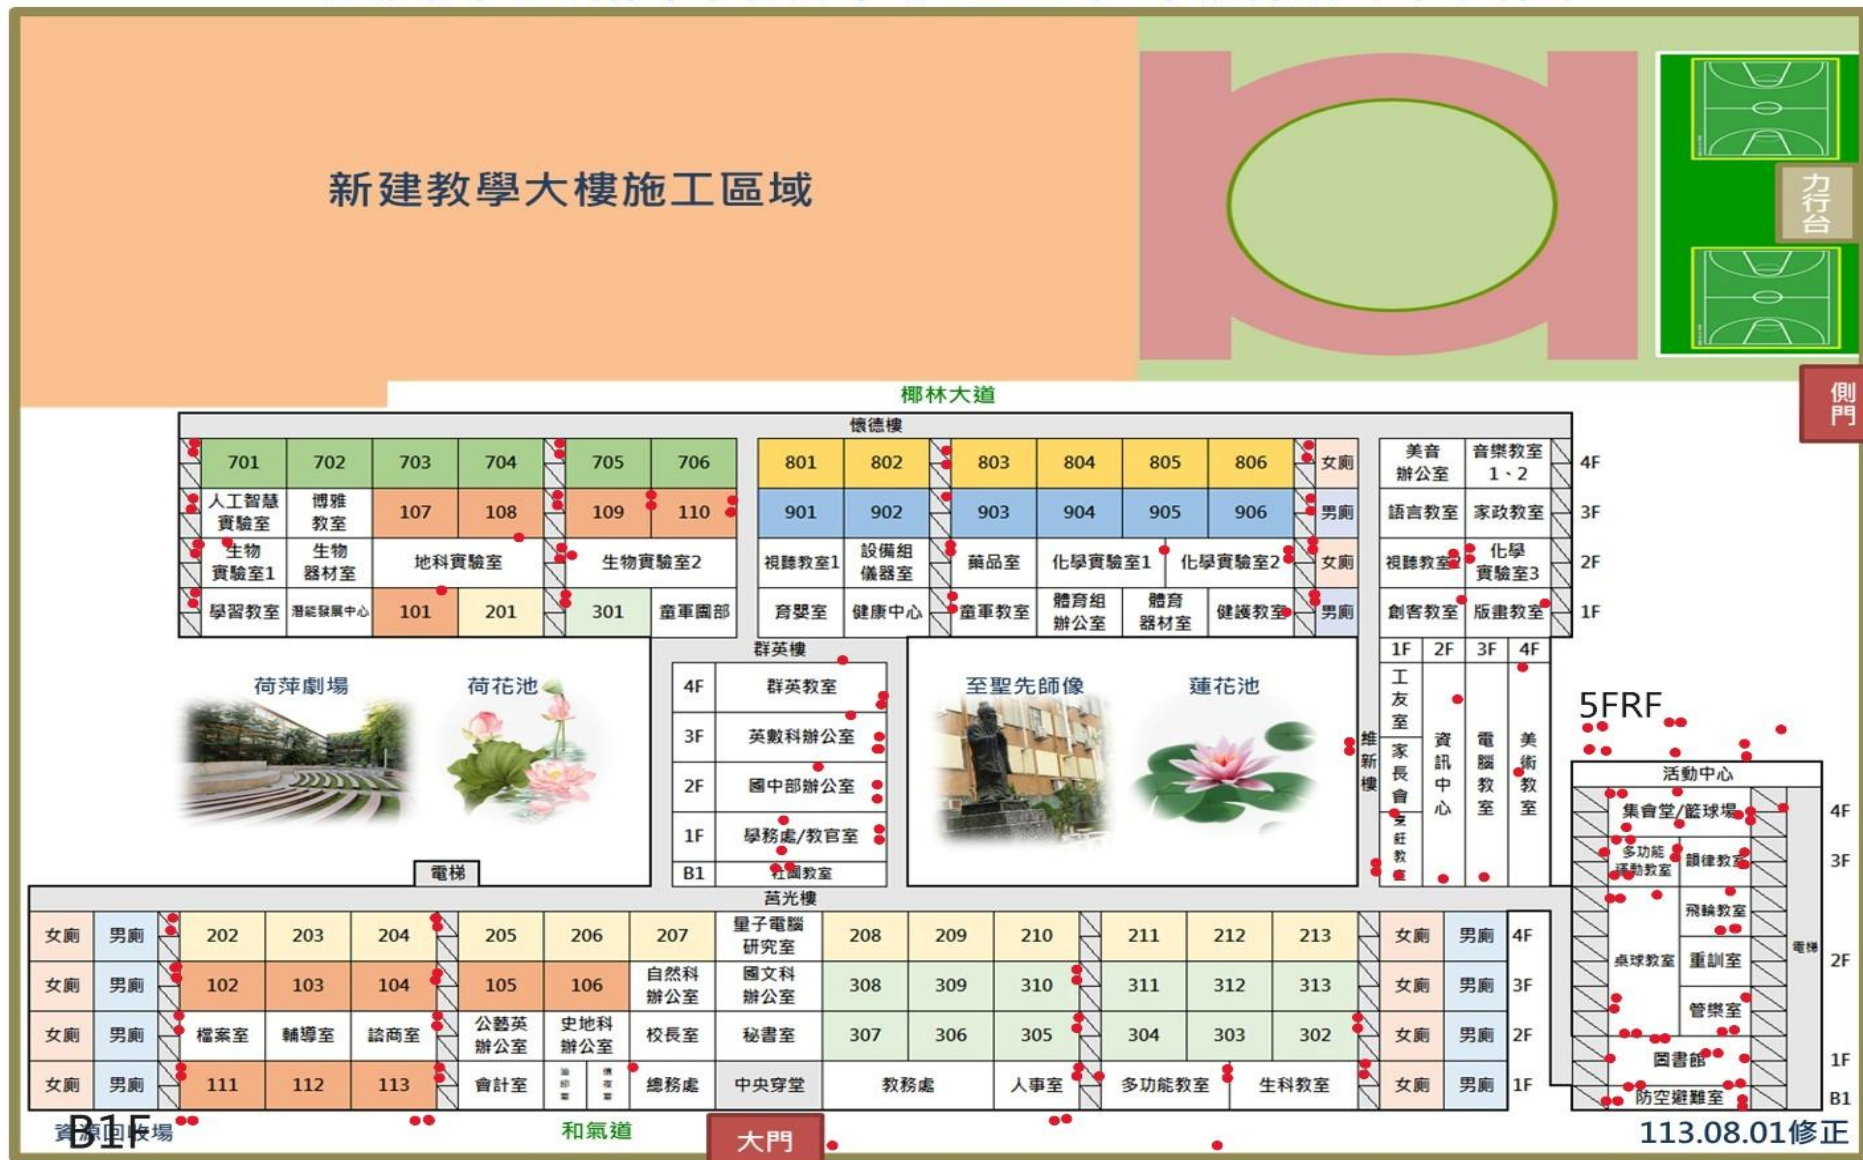 新建教學大樓施工區域
力行台
側門
椰林大道
懷德樓
701 702 703 704 705 706 801 802 803 804 805 806 女廁 美音辦公室 音樂教室1、2 4F
人工智慧實驗室 博雅教室 107 108 109 110 901 902 903 904 905 906 男廁 語言教室 家政教室 3F
生物實驗室1 生物器材室 地科實驗室 生物實驗室2 視聽教室1 設備組儀器室 藥品室 化學實驗室1 化學實驗室2 女廁 視聽教室 化學實驗室3 2F
學習教室 潛能發展中心 101 201 301 童軍團部 育嬰室 健康中心 童軍教室 體育組辦公室 體育器材室 健護教室 男廁 創客教室 版畫教室 1F
群英樓
1F 2F 3F 4F
荷萍劇場 荷花池
4F 群英教室
3F 英數科辦公室
2F 國中部辦公室
1F 學務處/教官室
B1 社團教室
至聖先師像 蓮花池
維新樓
工友室
家長會
烹飪教室
資訊中心
電腦教室
美術教室
電梯
莒光樓
女廁 男廁 202 203 204 205 206 207 量子電腦研究室 208 209 210 211 212 213 女廁 男廁 4F
女廁 男廁 102 103 104 105 106 自然科辦公室 國文科辦公室 308 309 310 311 312 313 女廁 男廁 3F
女廁 男廁 檔案室 輔導室 諮商室 公藝英辦公室 史地科辦公室 校長室 秘書室 307 306 305 304 303 302 女廁 男廁 2F
女廁 男廁 111 112 113 會計室 總務處 中央穿堂 教務處 人事室 多功能教室 生科教室 女廁 男廁 1F
5FRF
活動中心
集會堂/籃球場 4F
多功能運動教室 韻律教室 3F
飛輪教室
桌球教室 重訓室 電梯 2F
管樂室
圖書館 1F
防空避難室 B1
資源回收場
B1F
和氣道
大門
113.08.01修正